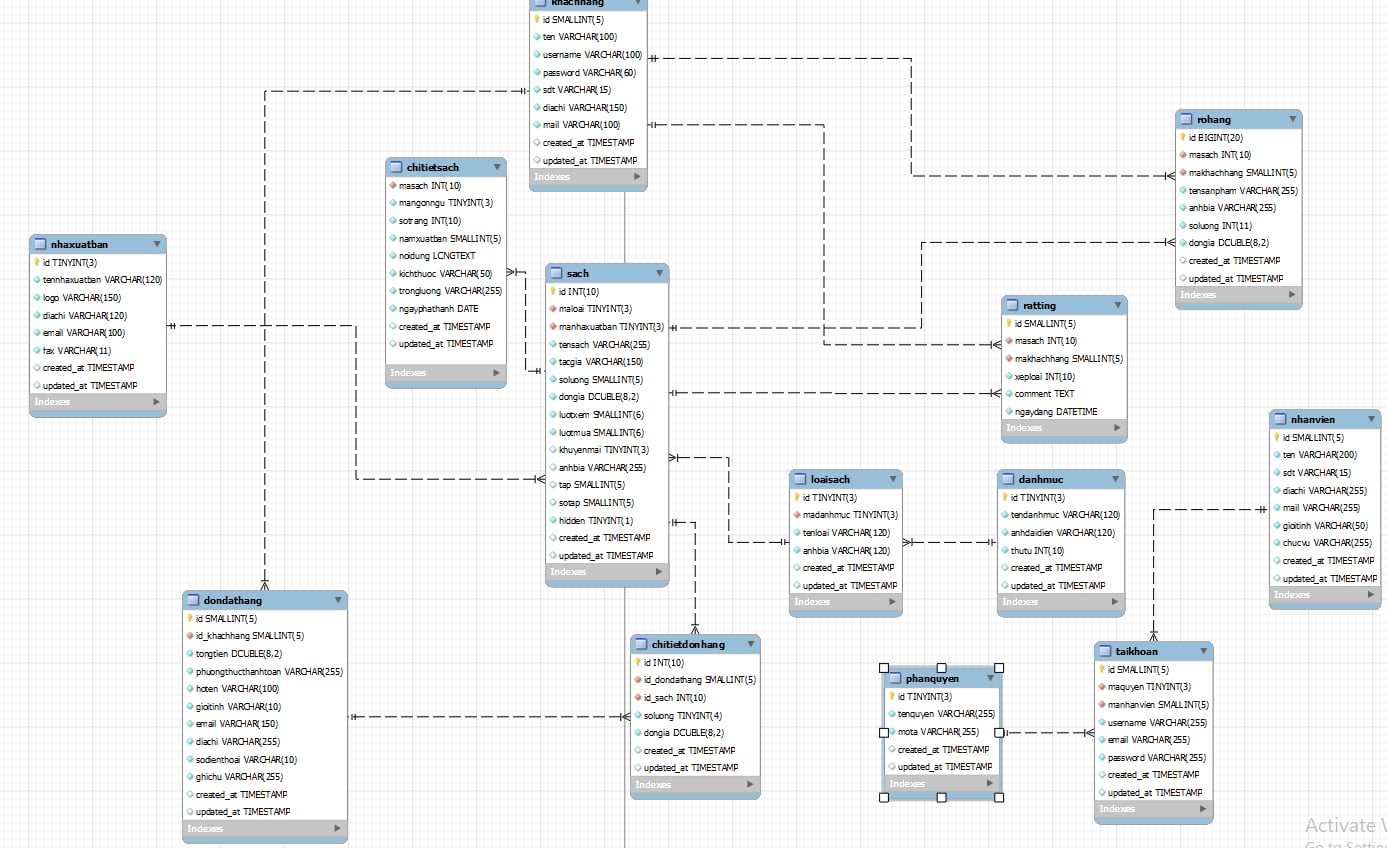 khachhang
id SMALLINT(5)
ten VARCHAR(100)
username VARCHAR(100)
password VARCHAR(60)
sdt VARCHAR(15)
diachi VARCHAR(150)
mail VARCHAR(100)
created_at TIMESTAMP
updated_at TIMESTAMP
Indexes
rohang
id BIGINT(20)
masach INT(10)
makhachhang SMALLINT(5)
tensanpham VARCHAR(255)
anhbia VARCHAR(255)
soluong INT(11)
dongia DOUBLE(8,2)
created_at TIMESTAMP
updated_at TIMESTAMP
Indexes
chitietsach
masach INT(10)
mangonngu TINYINT(3)
sotrang INT(10)
namxuatban SMALLINT(5)
noidung LONGTEXT
kichthuoc VARCHAR(50)
trongluong VARCHAR(255)
ngayphathanh DATE
created_at TIMESTAMP
updated_at TIMESTAMP
Indexes
nhaxuatban
id TINYINT(3)
tennhaxuatban VARCHAR(120)
logo VARCHAR(150)
diachi VARCHAR(120)
email VARCHAR(100)
fax VARCHAR(11)
created_at TIMESTAMP
updated_at TIMESTAMP
Indexes
sach
id INT(10)
maloai TINYINT(3)
manhaxuatban TINYINT(3)
tensach VARCHAR(255)
tacgia VARCHAR(150)
soluong SMALLINT(5)
dongia DOUBLE(8,2)
luotxem SMALLINT(6)
luotmua SMALLINT(6)
khuyenmai TINYINT(3)
anhbia VARCHAR(255)
tap SMALLINT(5)
sotap SMALLINT(5)
hidden TINYINT(1)
created_at TIMESTAMP
updated_at TIMESTAMP
Indexes
ratting
id SMALLINT(5)
masach INT(10)
makhachhang SMALLINT(5)
xeploai INT(10)
comment TEXT
ngaydang DATETIME
Indexes
nhanvien
id SMALLINT(5)
ten VARCHAR(200)
sdt VARCHAR(15)
diachi VARCHAR(255)
mail VARCHAR(255)
gioitinh VARCHAR(50)
chucvu VARCHAR(255)
created_at TIMESTAMP
updated_at TIMESTAMP
Indexes
loaisach
id TINYINT(3)
madanhmuc TINYINT(3)
tenloai VARCHAR(120)
anhbia VARCHAR(120)
created_at TIMESTAMP
updated_at TIMESTAMP
Indexes
danhmuc
id TINYINT(3)
tendanhmuc VARCHAR(120)
anhdaidien VARCHAR(120)
thutu INT(10)
created_at TIMESTAMP
updated_at TIMESTAMP
Indexes
dondathang
id SMALLINT(5)
id_khachhang SMALLINT(5)
tongtien DOUBLE(8,2)
phuongthucthanhtoan VARCHAR(255)
hoten VARCHAR(100)
gioitinh VARCHAR(10)
email VARCHAR(150)
diachi VARCHAR(255)
sodienthoai VARCHAR(10)
ghichu VARCHAR(255)
created_at TIMESTAMP
updated_at TIMESTAMP
Indexes
chitietdonhang
id INT(10)
id_dondathang SMALLINT(5)
id_sach INT(10)
soluong TINYINT(4)
dongia DOUBLE(8,2)
created_at TIMESTAMP
updated_at TIMESTAMP
Indexes
phanquyen
id TINYINT(3)
tenquyen VARCHAR(255)
mota VARCHAR(255)
created_at TIMESTAMP
updated_at TIMESTAMP
Indexes
taikhoan
id SMALLINT(5)
maquyen TINYINT(3)
manhanvien SMALLINT(5)
username VARCHAR(255)
email VARCHAR(255)
password VARCHAR(255)
created_at TIMESTAMP
updated_at TIMESTAMP
Indexes
Activate
Go to